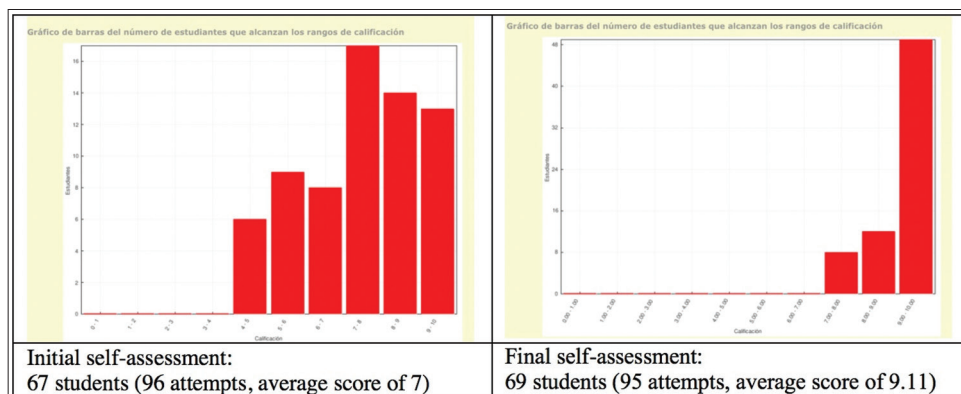 Gráfico de barras del número de estudiantes que alcanzan los rangos de calificación
16
14
12
10
8
6
4
2
0
Estudiantes
0 - 1
1 - 2
2 - 3
3 - 4
4 - 5
5 - 6
6 - 7
7 - 8
8 - 9
9 - 10
Calificación
Initial self-assessment:
67 students (96 attempts, average score of 7)
Gráfico de barras del número de estudiantes que alcanzan los rangos de calificación
48
40
32
24
16
8
0
Estudiantes
0.00 - 1.00
1.00 - 2.00
2.00 - 3.00
3.00 - 4.00
4.00 - 5.00
5.00 - 6.00
6.00 - 7.00
7.00 - 8.00
8.00 - 9.00
9.00 - 10.00
Calificación
Final self-assessment:
69 students (95 attempts, average score of 9.11)